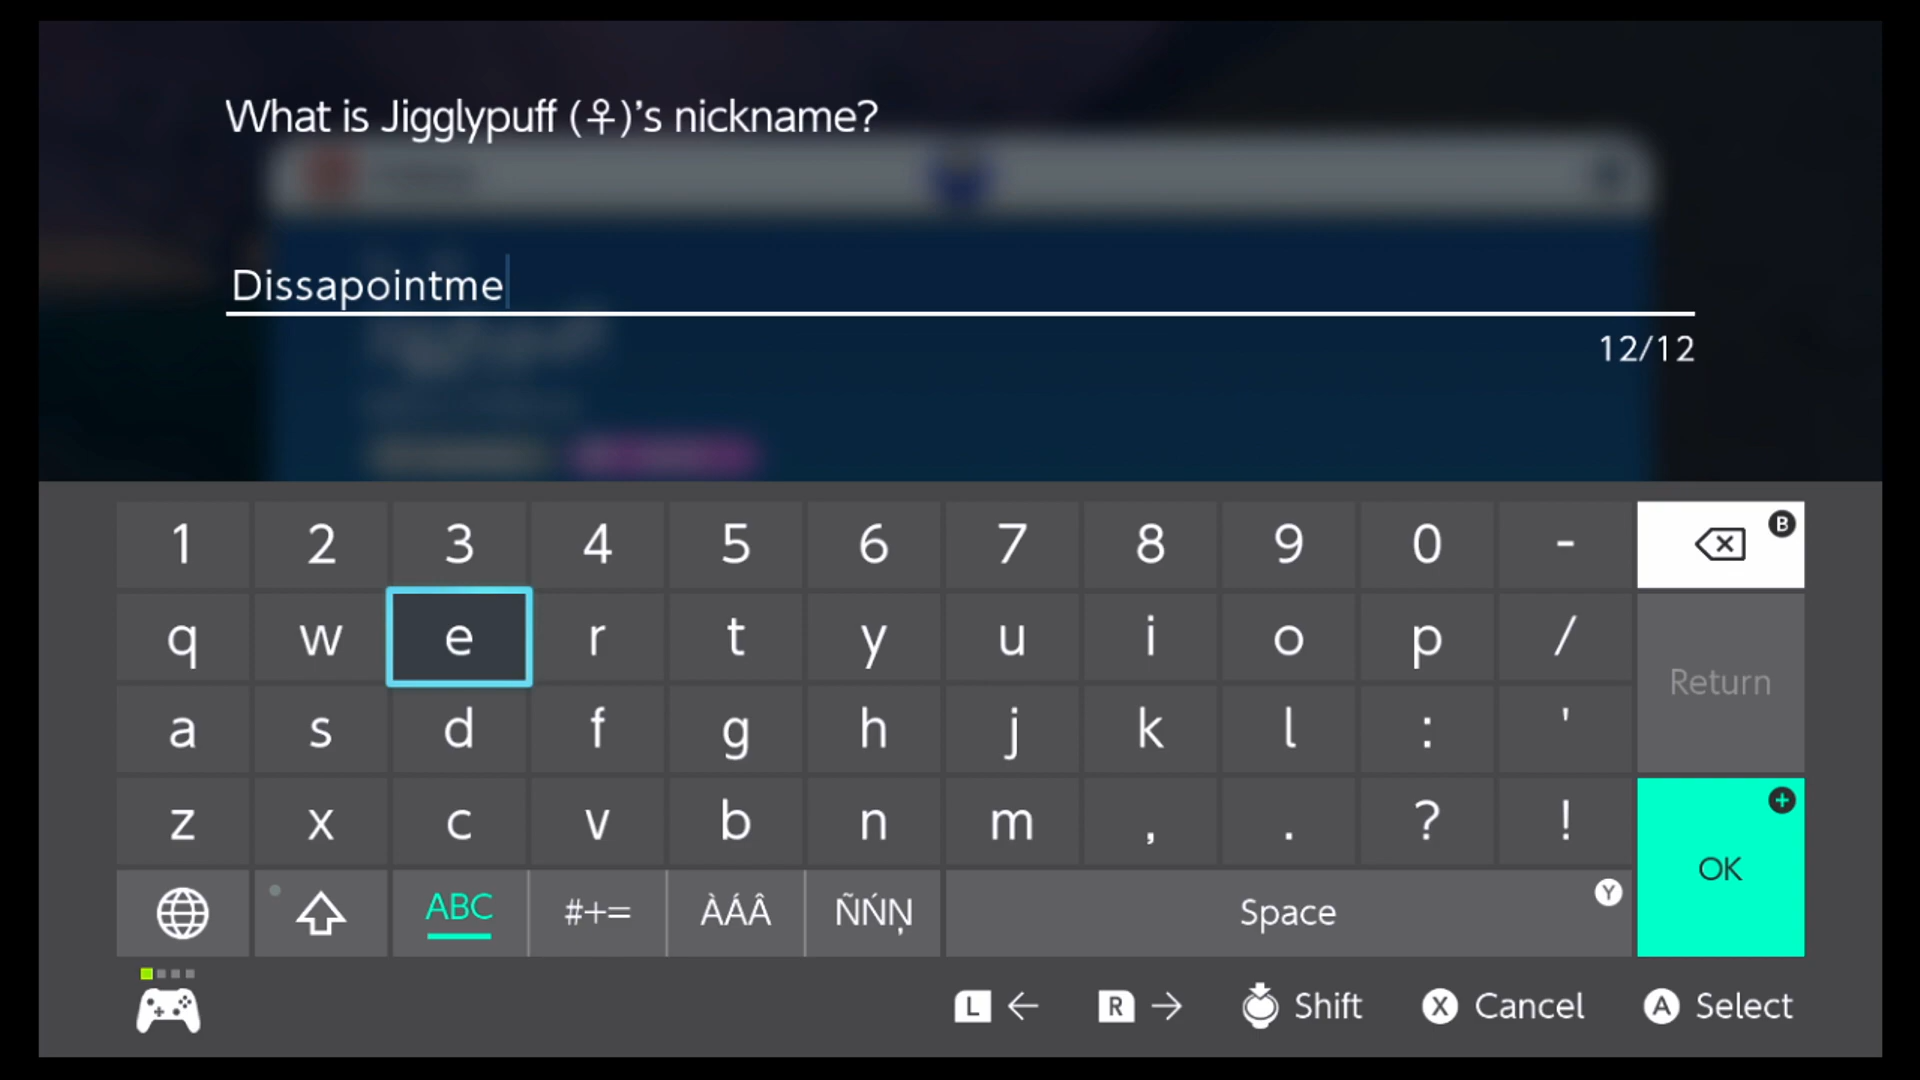 What is Jigglypuff (♀)'s nickname?
Dissapointme
12/12
1 2 3 4 5 6 7 8 9 0 - B
q w e r t y u i o p / Return
a s d f g h j k l : '
z x c v b n m , . ? ! + OK
ABC #+= ÀÁÂ ÑŃŅ Space Y
L ← R → Shift X Cancel A Select